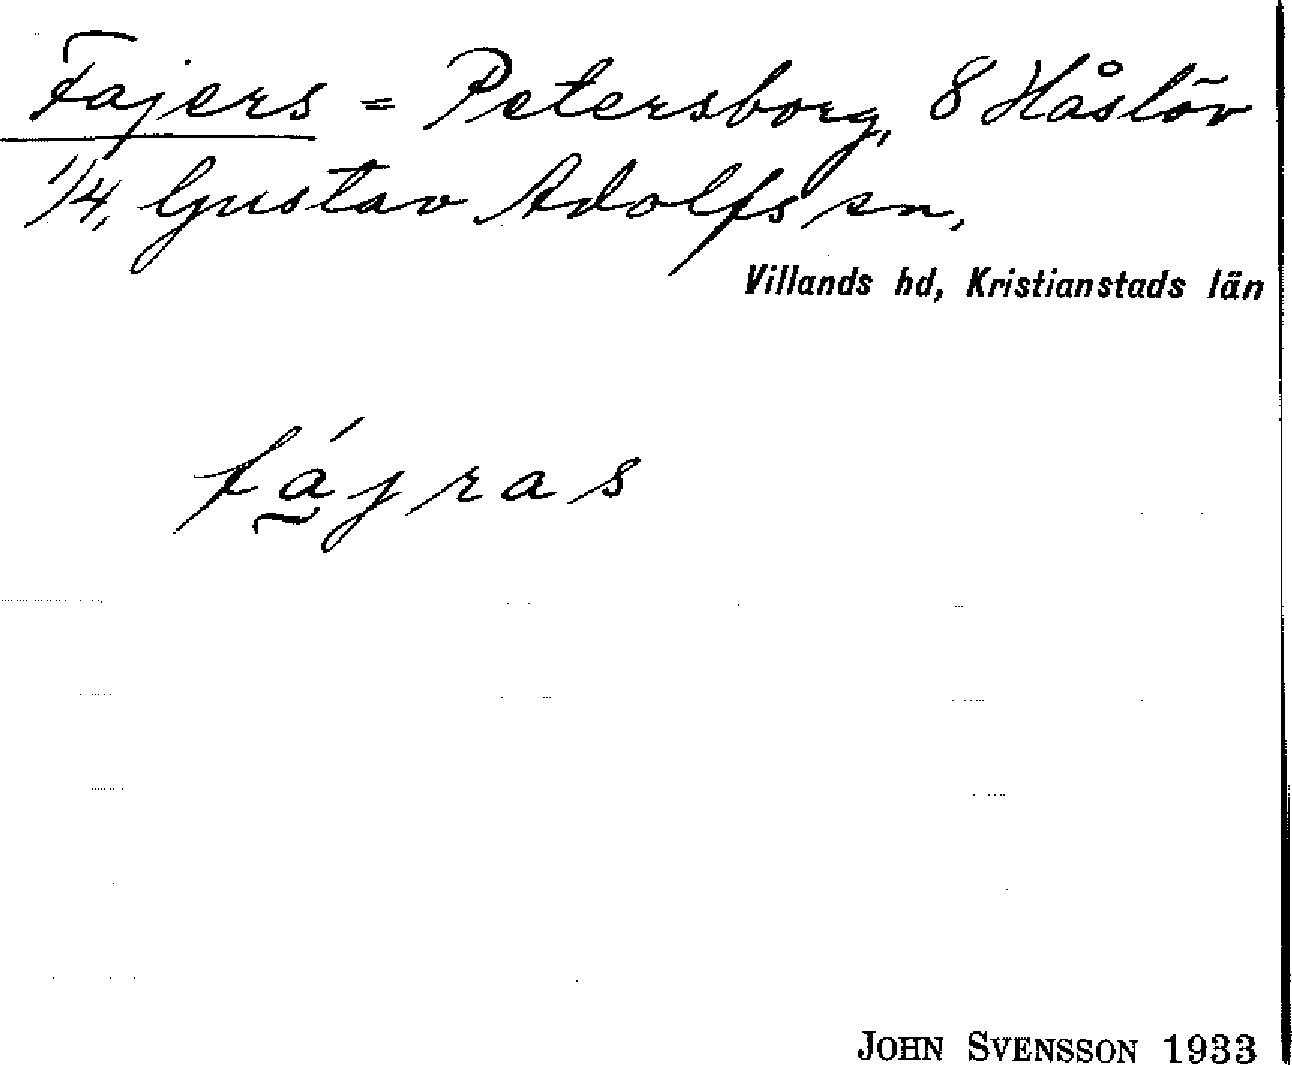 Fajers = Petersborg, 8 Håslöv
1/4, Gustav Adolfs sn,
Villands hd, Kristianstads län
fájras
JOHN SVENSSON 1933